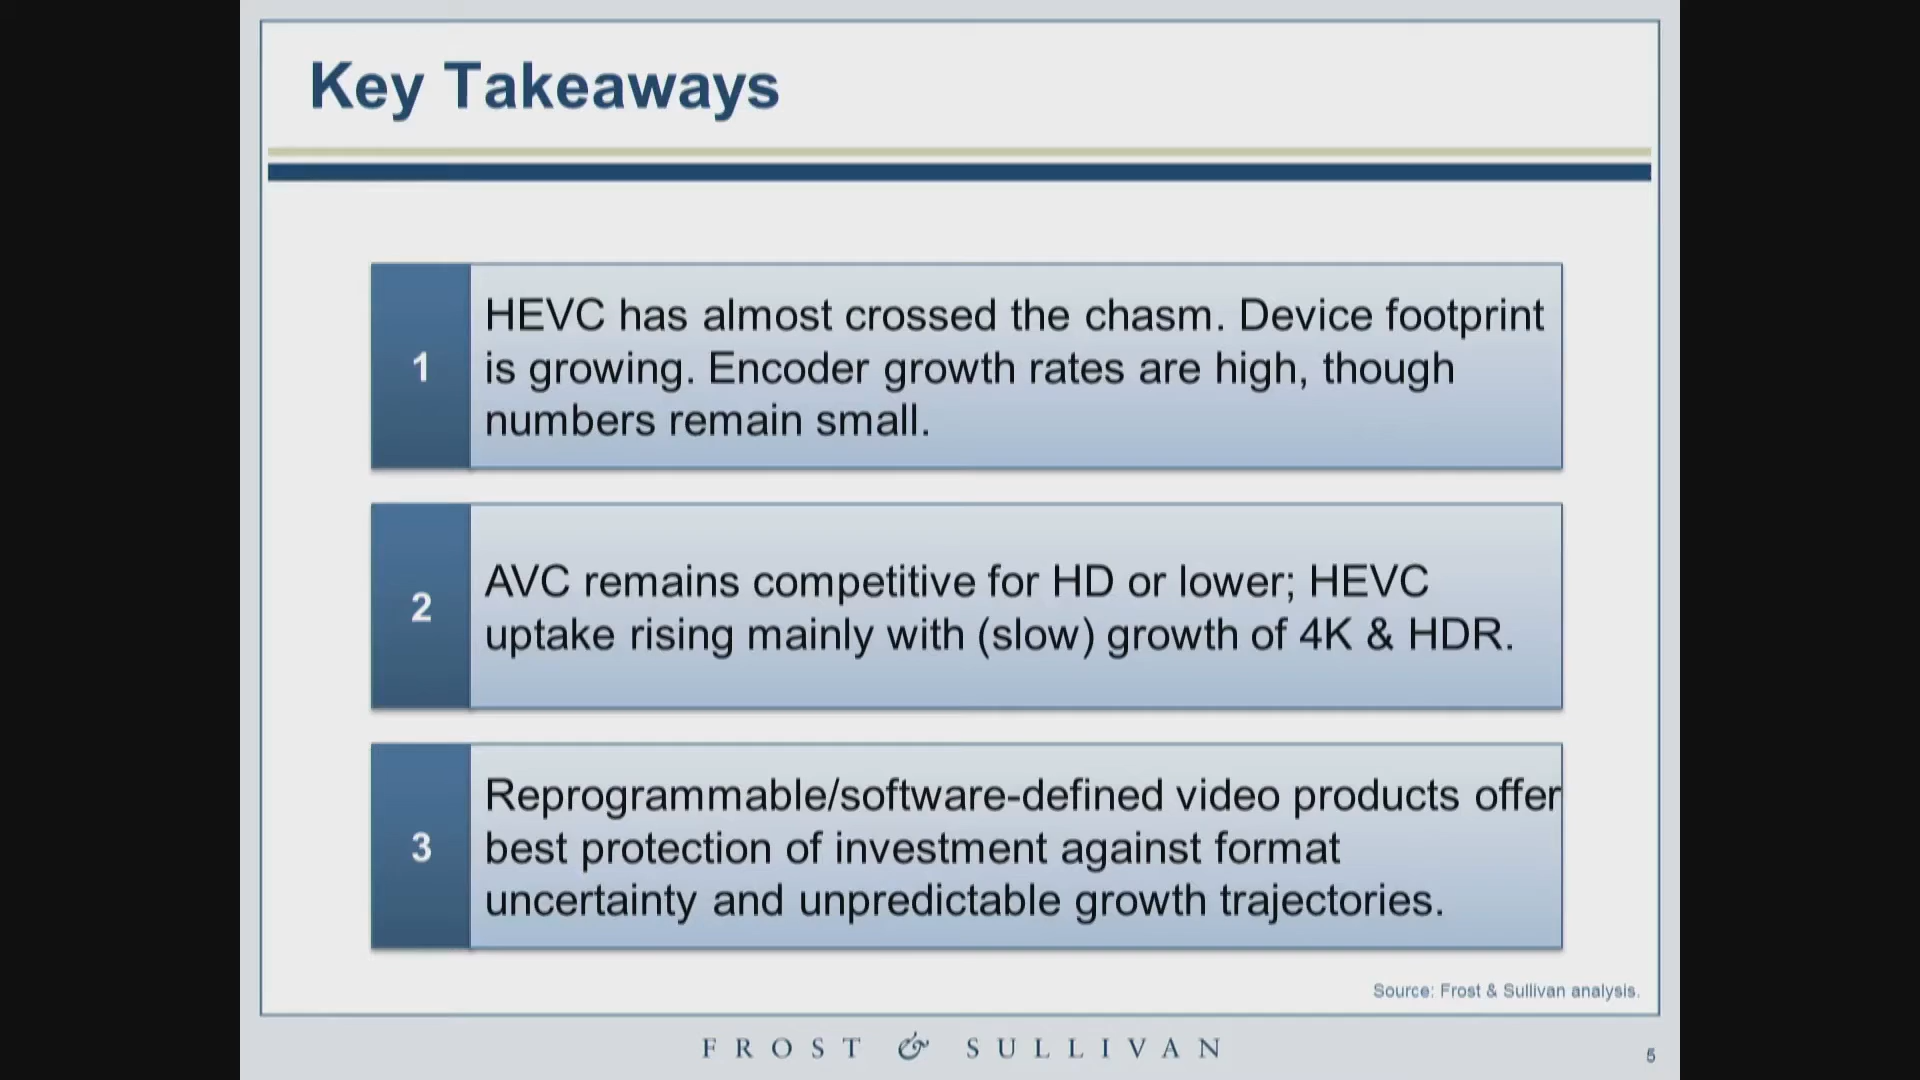 Key Takeaways
1
HEVC has almost crossed the chasm. Device footprint
is growing. Encoder growth rates are high, though
numbers remain small.
2
AVC remains competitive for HD or lower; HEVC
uptake rising mainly with (slow) growth of 4K & HDR.
3
Reprogrammable/software-defined video products offer
best protection of investment against format
uncertainty and unpredictable growth trajectories.
Source: Frost & Sullivan analysis.
FROST & SULLIVAN
5